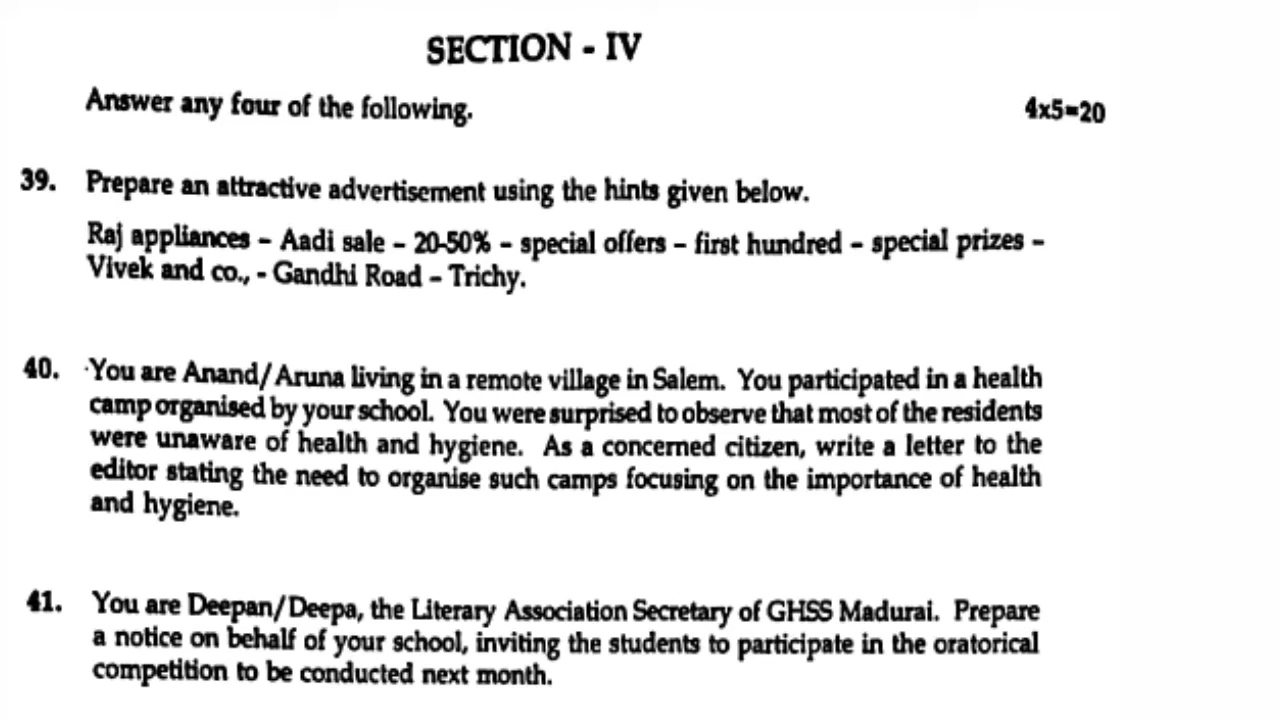 SECTION - IV
Answer any four of the following. 4x5=20
39. Prepare an attractive advertisement using the hints given below.
Raj appliances – Aadi sale – 20-50% – special offers – first hundred – special prizes –
Vivek and co., - Gandhi Road – Trichy.
40. You are Anand/Aruna living in a remote village in Salem. You participated in a health
camp organised by your school. You were surprised to observe that most of the residents
were unaware of health and hygiene. As a concerned citizen, write a letter to the
editor stating the need to organise such camps focusing on the importance of health
and hygiene.
41. You are Deepan/Deepa, the Literary Association Secretary of GHSS Madurai. Prepare
a notice on behalf of your school, inviting the students to participate in the oratorical
competition to be conducted next month.